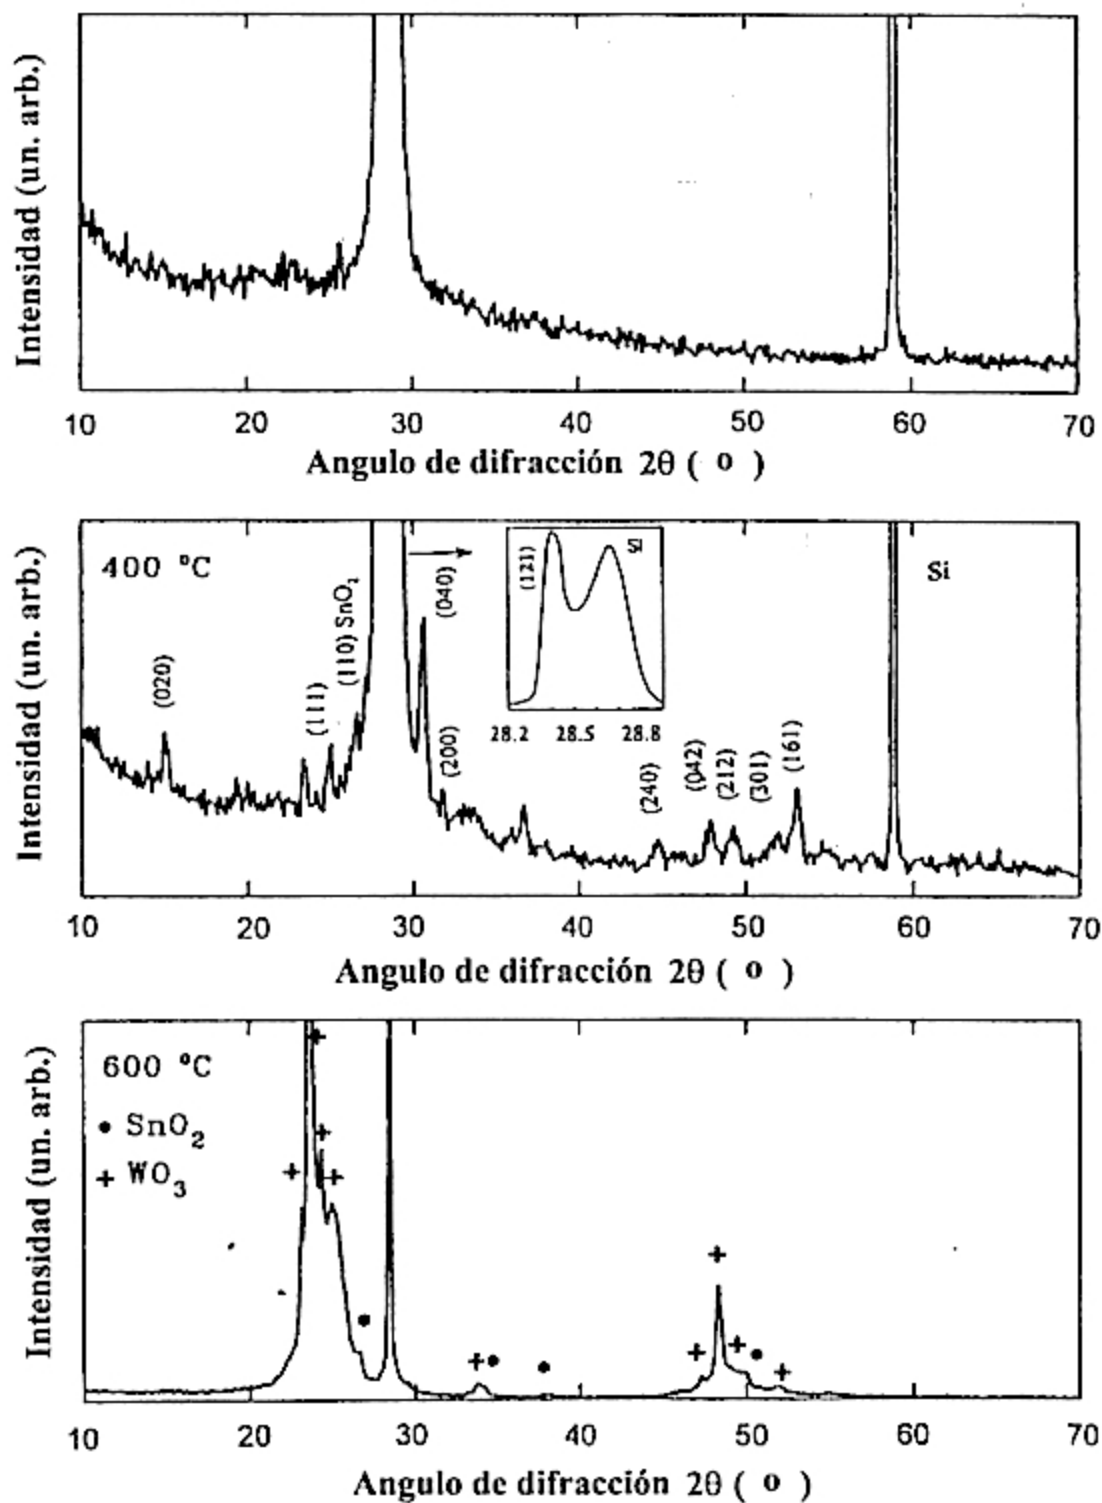 Intensidad (un. arb.)
10 20 30 40 50 60 70
Angulo de difracción 2θ ( o )
Intensidad (un. arb.)
400 ºC
(020)
(111)
(110) SnO2
(040)
(200)
(121)
Si
28.2 28.5 28.8
(240)
(042)
(212)
(301)
(161)
Si
10 20 30 40 50 60 70
Angulo de difracción 2θ ( o )
Intensidad (un. arb.)
600 ºC
• SnO2
+ WO3
10 20 30 40 50 60 70
Angulo de difracción 2θ ( o )